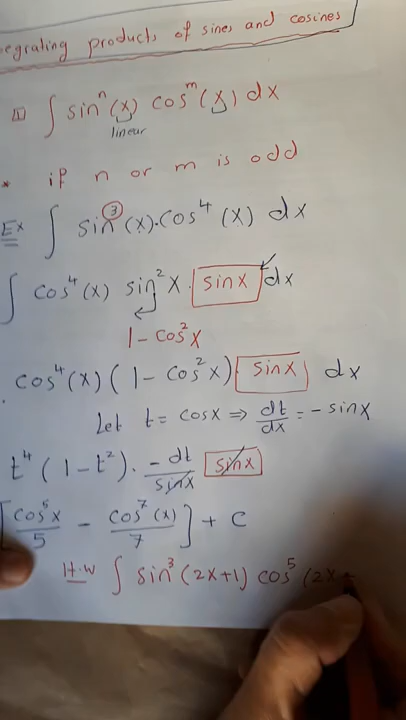 products of sines and cosines
1 ∫ sinⁿ(x) cosᵐ(x) dx
linear
* if n or m is odd
Ex ∫ sin³(x).cos⁴(x) dx
∫ cos⁴(x) sin²x. sinx dx
1 - cos²x
cos⁴(x)(1 - cos²x) sinx dx
Let t = cosx ⇒ dt/dx = - sinx
t⁴(1 - t²). -dt/sinx sinx
[cos⁵x/5 - cos⁷(x)/7] + c
H.W ∫ sin³(2x+1) cos⁵(2x